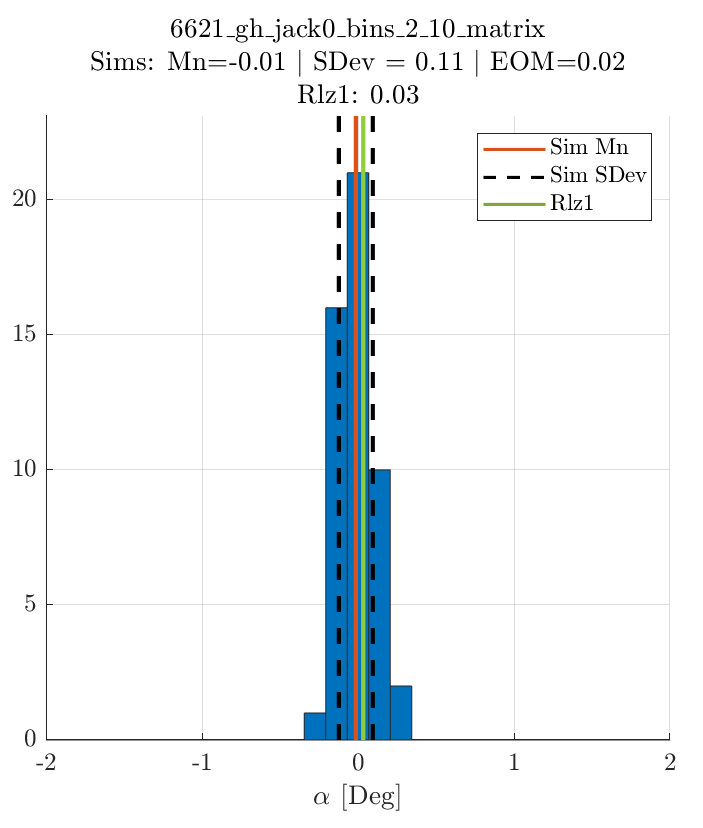 6621_gh_jack0_bins_2_10_matrix
Sims: Mn=-0.01 | SDev = 0.11 | EOM=0.02
Rlz1: 0.03
Sim Mn
Sim SDev
Rlz1
20
15
10
5
0
-2 -1 0 1 2
α [Deg]